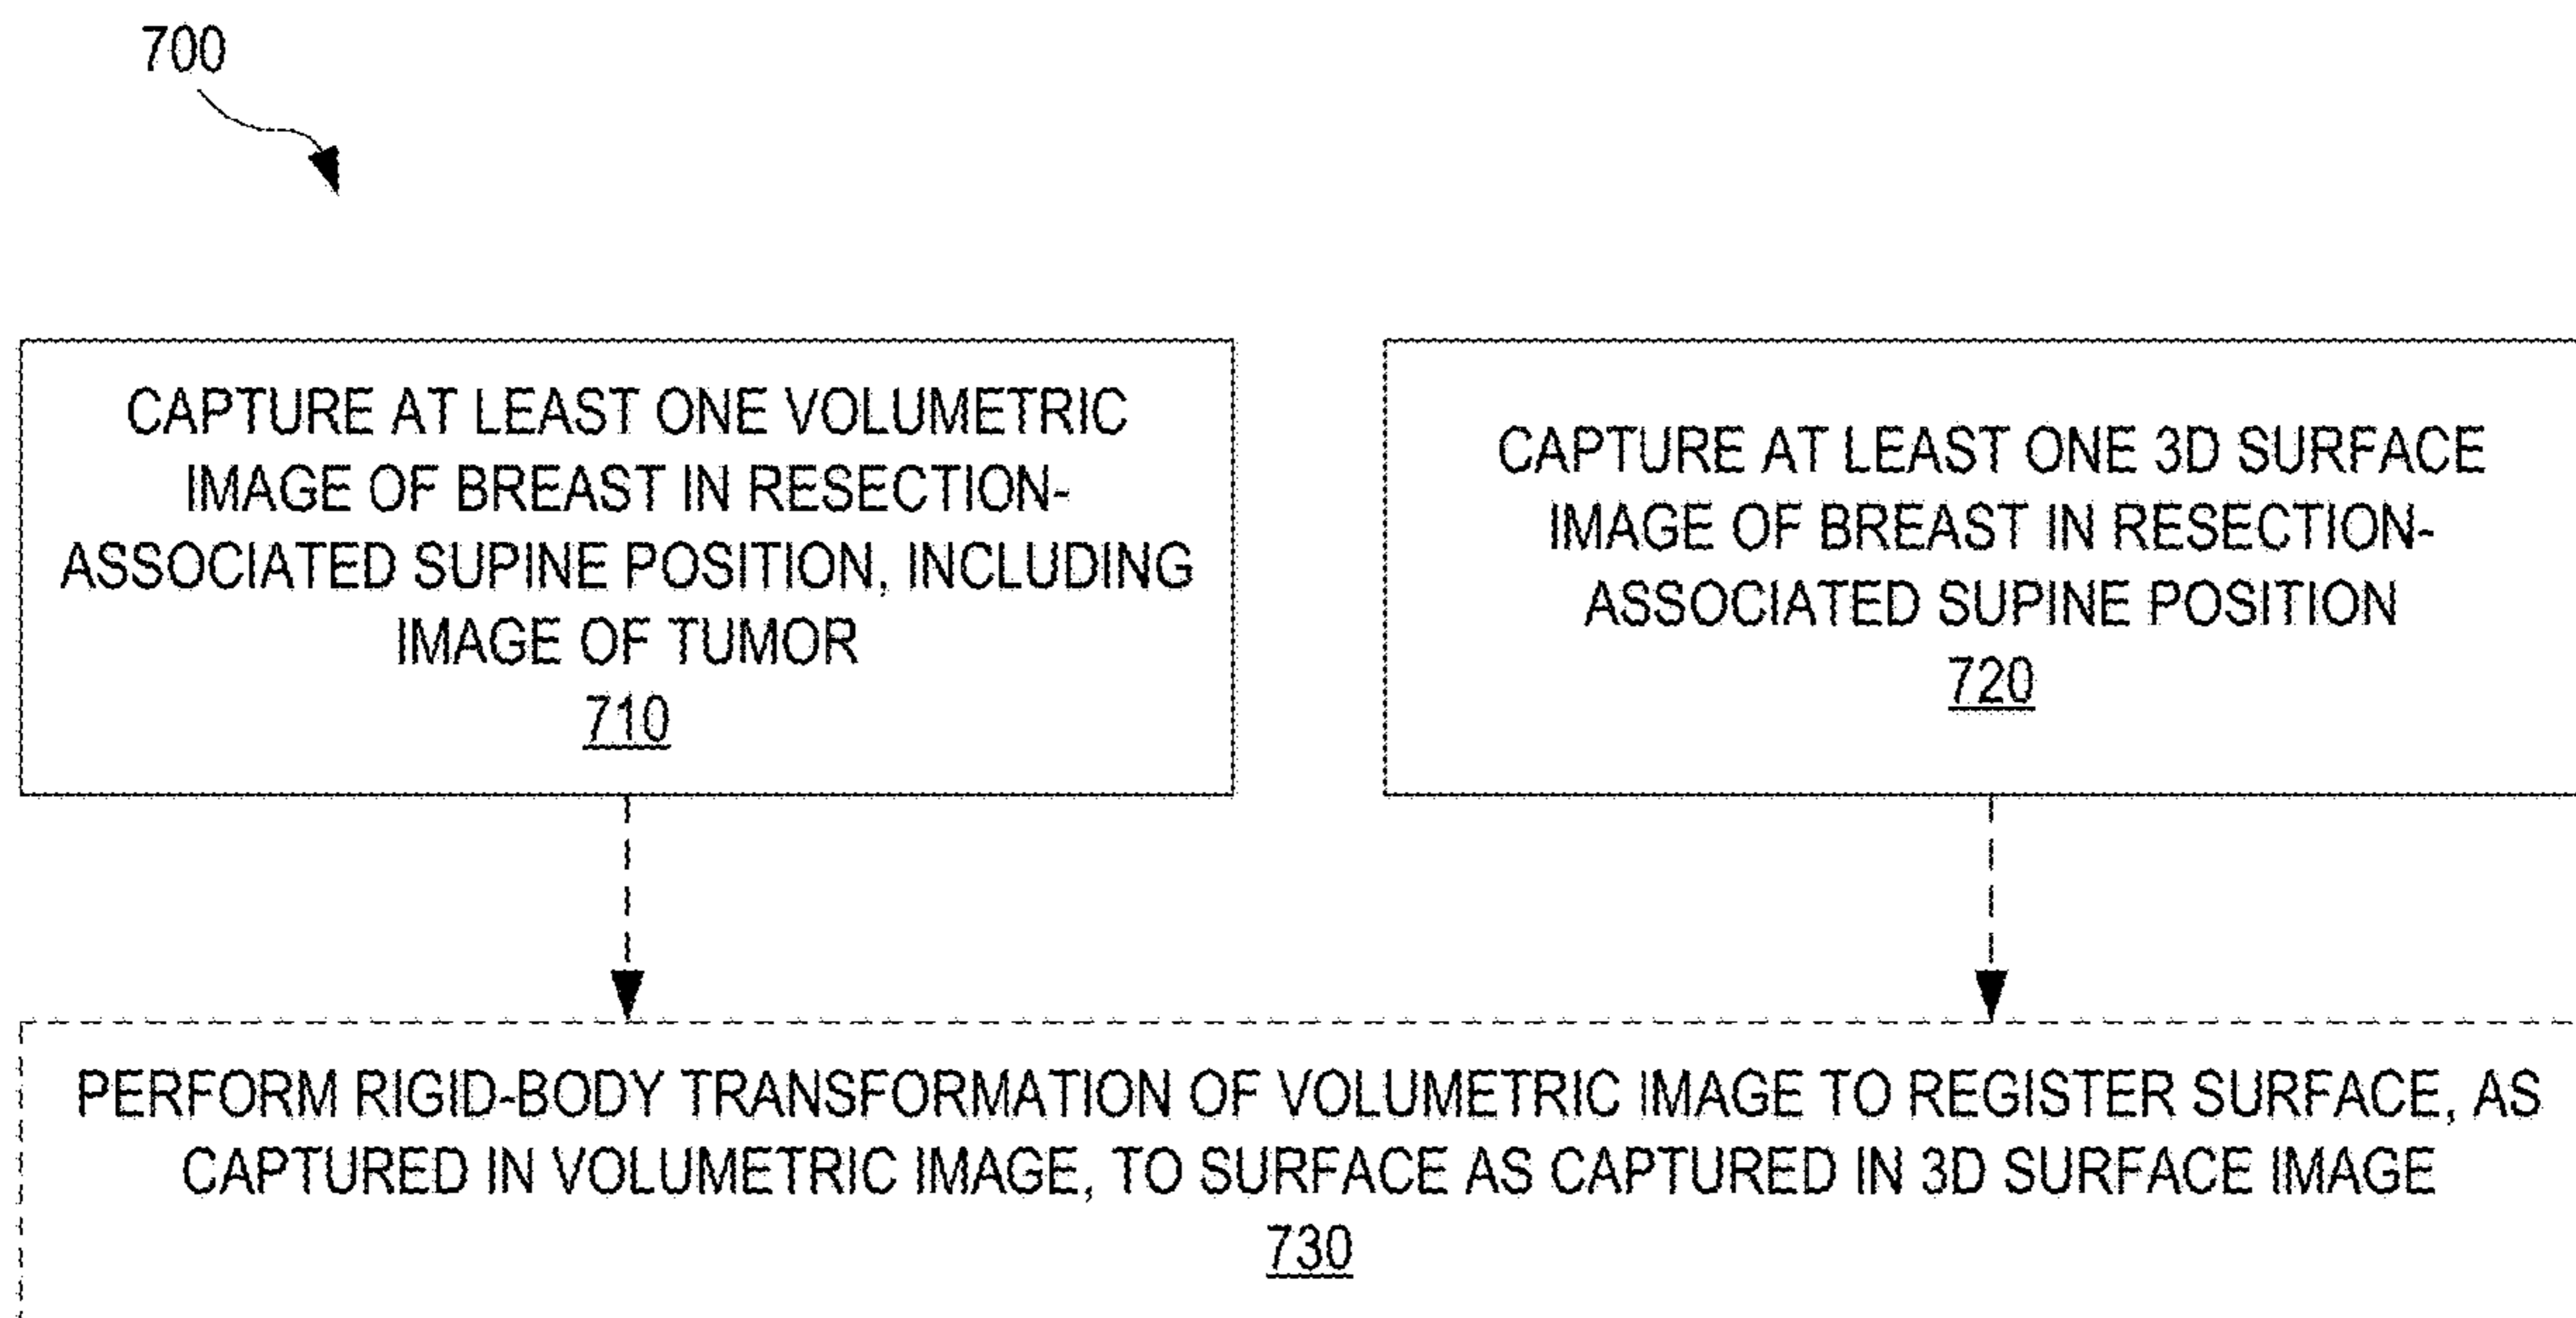 700
CAPTURE AT LEAST ONE VOLUMETRIC
IMAGE OF BREAST IN RESECTION-
ASSOCIATED SUPINE POSITION, INCLUDING
IMAGE OF TUMOR
710
CAPTURE AT LEAST ONE 3D SURFACE
IMAGE OF BREAST IN RESECTION-
ASSOCIATED SUPINE POSITION
720
PERFORM RIGID-BODY TRANSFORMATION OF VOLUMETRIC IMAGE TO REGISTER SURFACE, AS
CAPTURED IN VOLUMETRIC IMAGE, TO SURFACE AS CAPTURED IN 3D SURFACE IMAGE
730